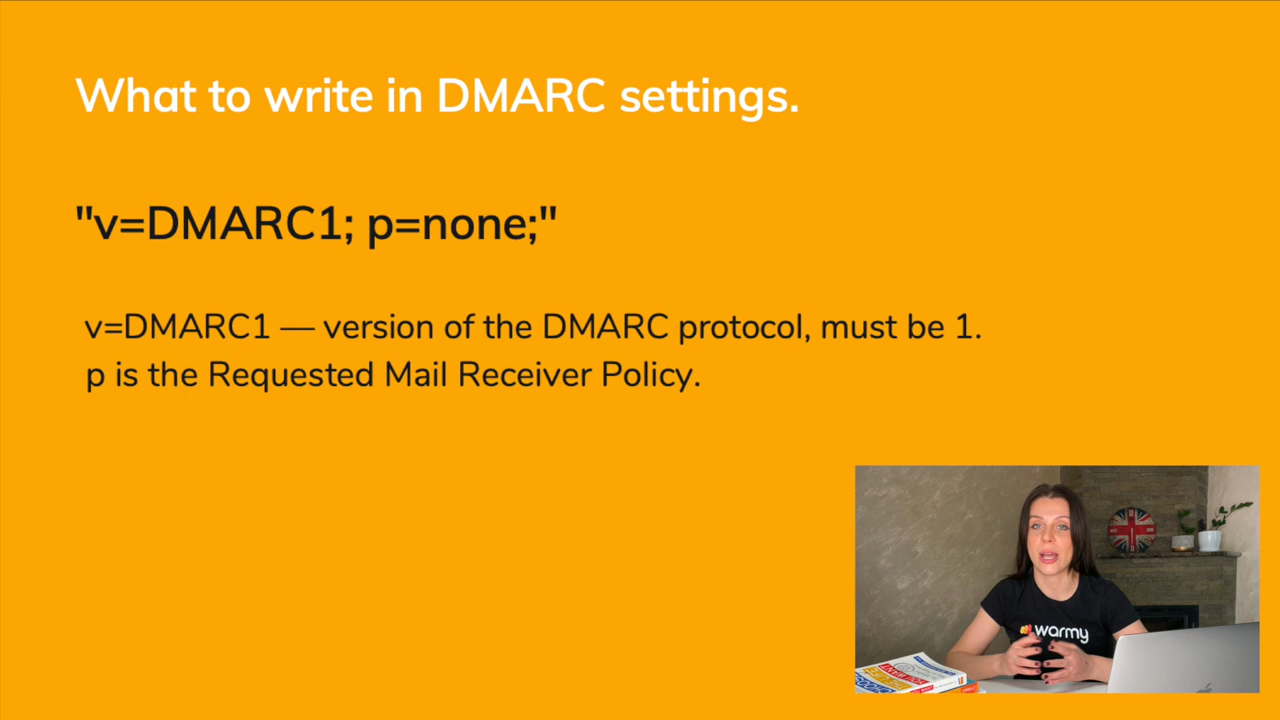 What to write in DMARC settings.
"v=DMARC1; p=none;"
v=DMARC1 — version of the DMARC protocol, must be 1.
p is the Requested Mail Receiver Policy.
warmy